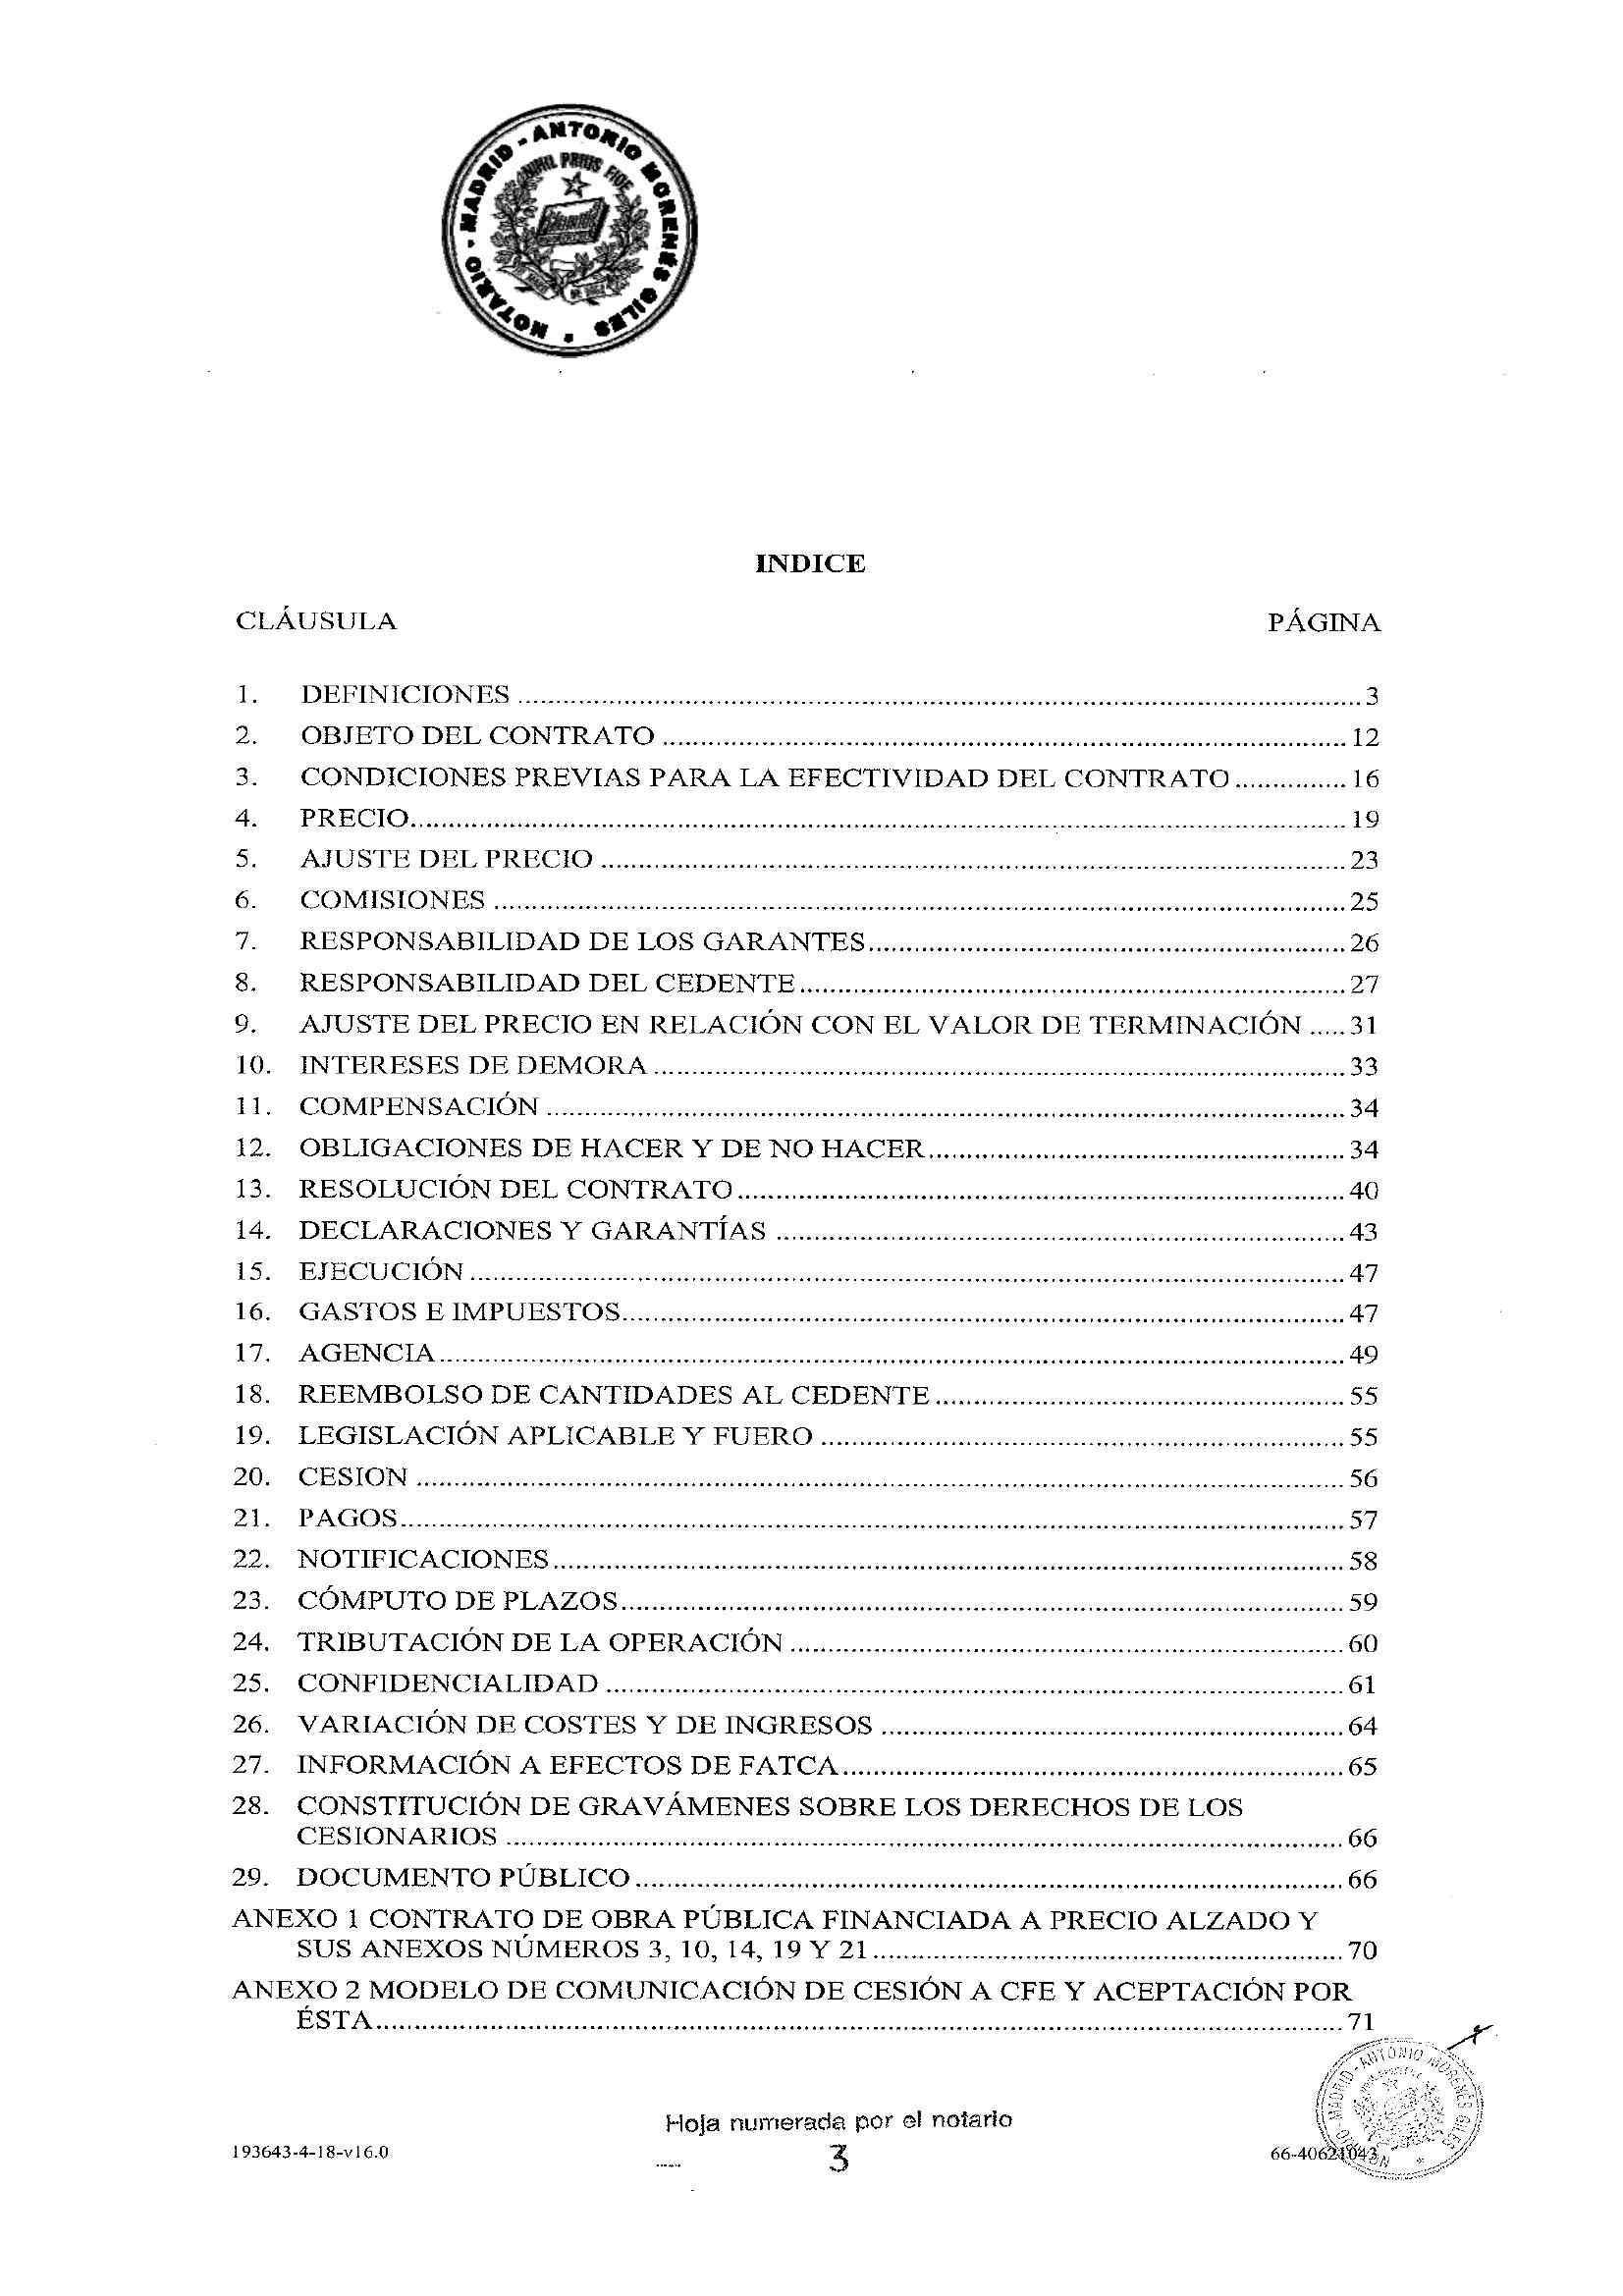 NOTARIO - MADRID - ANTONIO MORENES GILES
NIHIL PRIUS FIDE
INDICE
CLÁUSULA PÁGINA
1. DEFINICIONES 3
2. OBJETO DEL CONTRATO 12
3. CONDICIONES PREVIAS PARA LA EFECTIVIDAD DEL CONTRATO 16
4. PRECIO 19
5. AJUSTE DEL PRECIO 23
6. COMISIONES 25
7. RESPONSABILIDAD DE LOS GARANTES 26
8. RESPONSABILIDAD DEL CEDENTE 27
9. AJUSTE DEL PRECIO EN RELACIÓN CON EL VALOR DE TERMINACIÓN 31
10. INTERESES DE DEMORA 33
11. COMPENSACIÓN 34
12. OBLIGACIONES DE HACER Y DE NO HACER 34
13. RESOLUCIÓN DEL CONTRATO 40
14. DECLARACIONES Y GARANTÍAS 43
15. EJECUCIÓN 47
16. GASTOS E IMPUESTOS 47
17. AGENCIA 49
18. REEMBOLSO DE CANTIDADES AL CEDENTE 55
19. LEGISLACIÓN APLICABLE Y FUERO 55
20. CESION 56
21. PAGOS 57
22. NOTIFICACIONES 58
23. CÓMPUTO DE PLAZOS 59
24. TRIBUTACIÓN DE LA OPERACIÓN 60
25. CONFIDENCIALIDAD 61
26. VARIACIÓN DE COSTES Y DE INGRESOS 64
27. INFORMACIÓN A EFECTOS DE FATCA 65
28. CONSTITUCIÓN DE GRAVÁMENES SOBRE LOS DERECHOS DE LOS
CESIONARIOS 66
29. DOCUMENTO PÚBLICO 66
ANEXO 1 CONTRATO DE OBRA PÚBLICA FINANCIADA A PRECIO ALZADO Y
SUS ANEXOS NÚMEROS 3, 10, 14, 19 Y 21 70
ANEXO 2 MODELO DE COMUNICACIÓN DE CESIÓN A CFE Y ACEPTACIÓN POR
ÉSTA 71
NOTARIO - MADRID - ANTONIO MORENES GILES
Hoja numerada por el notario
193643-4-18-v16.0 3 66-40621043